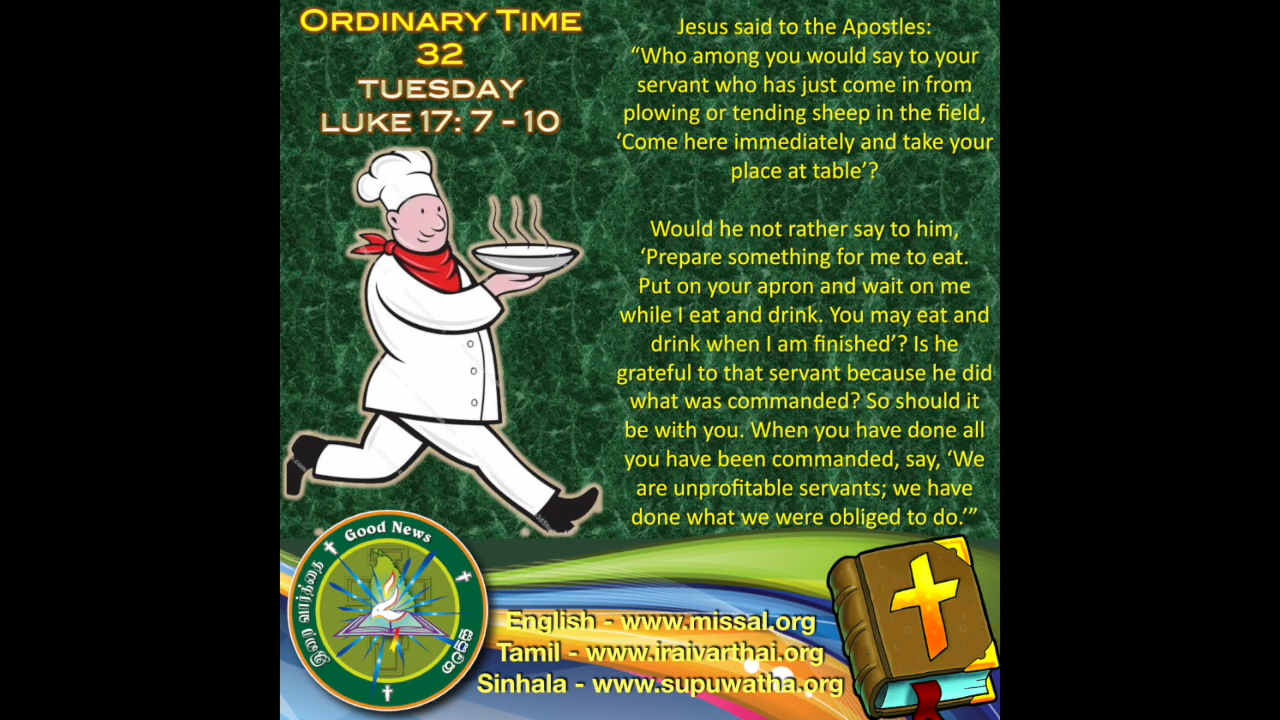 ORDINARY TIME
32
TUESDAY
LUKE 17: 7 – 10
Jesus said to the Apostles:
“Who among you would say to your
servant who has just come in from
plowing or tending sheep in the field,
‘Come here immediately and take your
place at table’?
Would he not rather say to him,
‘Prepare something for me to eat.
Put on your apron and wait on me
while I eat and drink. You may eat and
drink when I am finished’? Is he
grateful to that servant because he did
what was commanded? So should it
be with you. When you have done all
you have been commanded, say, ‘We
are unprofitable servants; we have
done what we were obliged to do.’”
Good News
இறை வார்த்தை
English - www.missal.org
Tamil - www.iraivarthai.org
Sinhala - www.supuwatha.org